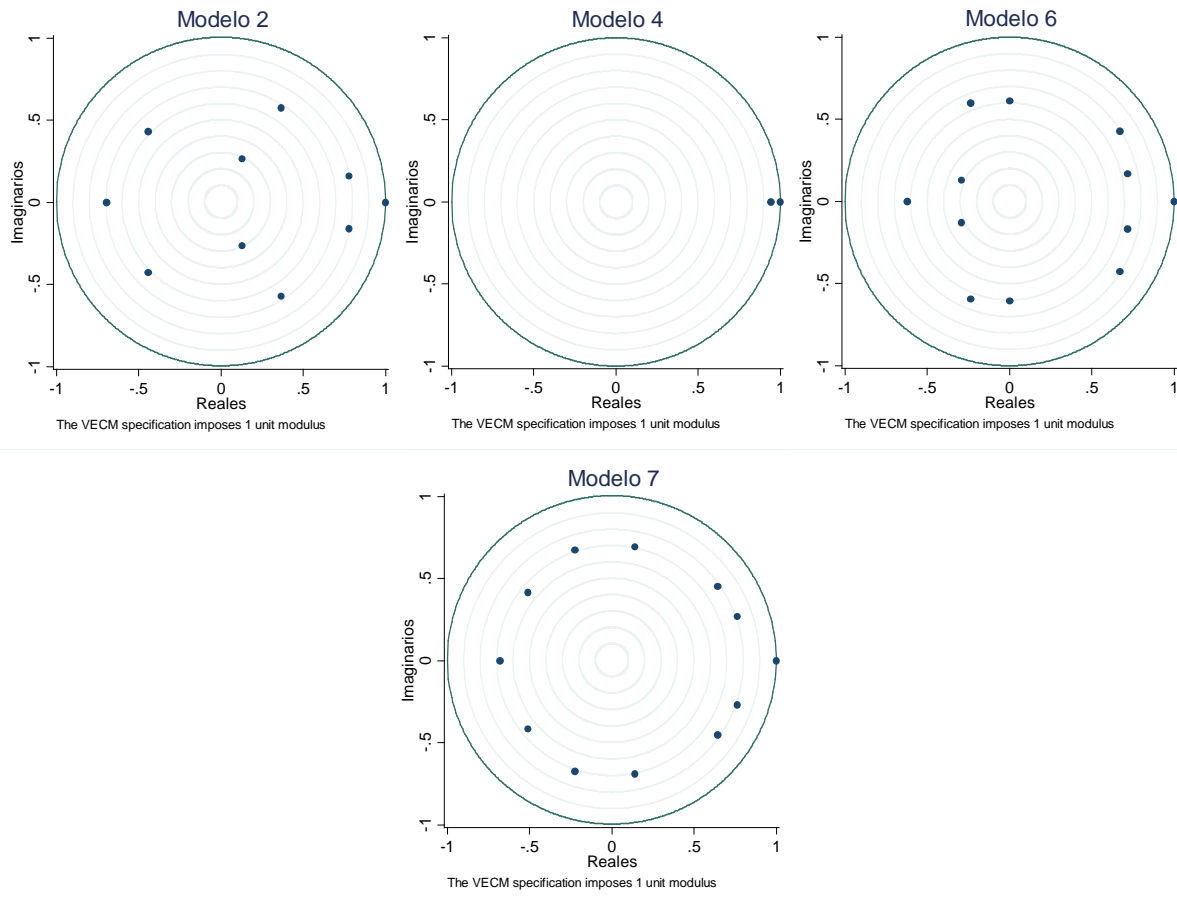 Modelo 2
Modelo 4
Modelo 6
Imaginarios
1
.5
0
-.5
-1
-1
-.5
0
.5
1
Reales
The VECM specification imposes 1 unit modulus
Imaginarios
1
.5
0
-.5
-1
-1
-.5
0
.5
1
Reales
The VECM specification imposes 1 unit modulus
Imaginarios
1
.5
0
-.5
-1
-1
-.5
0
.5
1
Reales
The VECM specification imposes 1 unit modulus
Modelo 7
Imaginarios
1
.5
0
-.5
-1
-1
-.5
0
.5
1
Reales
The VECM specification imposes 1 unit modulus